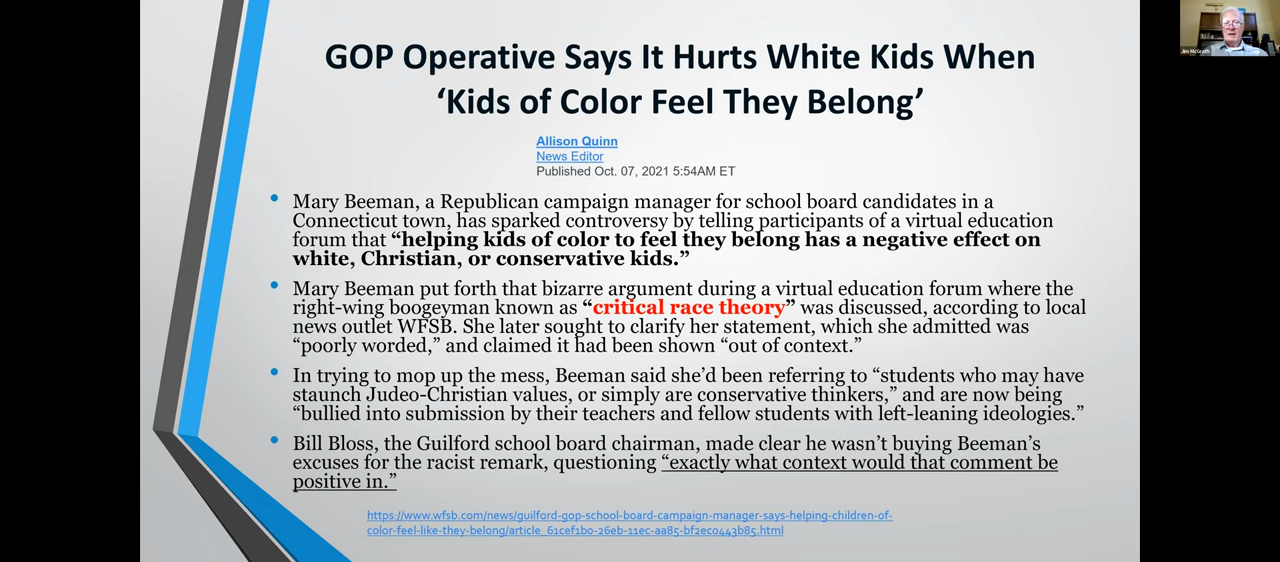 GOP Operative Says It Hurts White Kids When
‘Kids of Color Feel They Belong’
Jim McGrath
Allison Quinn
News Editor
Published Oct. 07, 2021 5:54AM ET
• Mary Beeman, a Republican campaign manager for school board candidates in a
Connecticut town, has sparked controversy by telling participants of a virtual education
forum that “helping kids of color to feel they belong has a negative effect on
white, Christian, or conservative kids.”
• Mary Beeman put forth that bizarre argument during a virtual education forum where the
right-wing boogeyman known as “critical race theory” was discussed, according to local
news outlet WFSB. She later sought to clarify her statement, which she admitted was
“poorly worded,” and claimed it had been shown “out of context.”
• In trying to mop up the mess, Beeman said she’d been referring to “students who may have
staunch Judeo-Christian values, or simply are conservative thinkers,” and are now being
“bullied into submission by their teachers and fellow students with left-leaning ideologies.”
• Bill Bloss, the Guilford school board chairman, made clear he wasn’t buying Beeman’s
excuses for the racist remark, questioning “exactly what context would that comment be
positive in.”
https://www.wfsb.com/news/guilford-gop-school-board-campaign-manager-says-helping-children-of-
color-feel-like-they-belong/article_61cef1b0-26eb-11ec-aa85-bf2ec0443b85.html